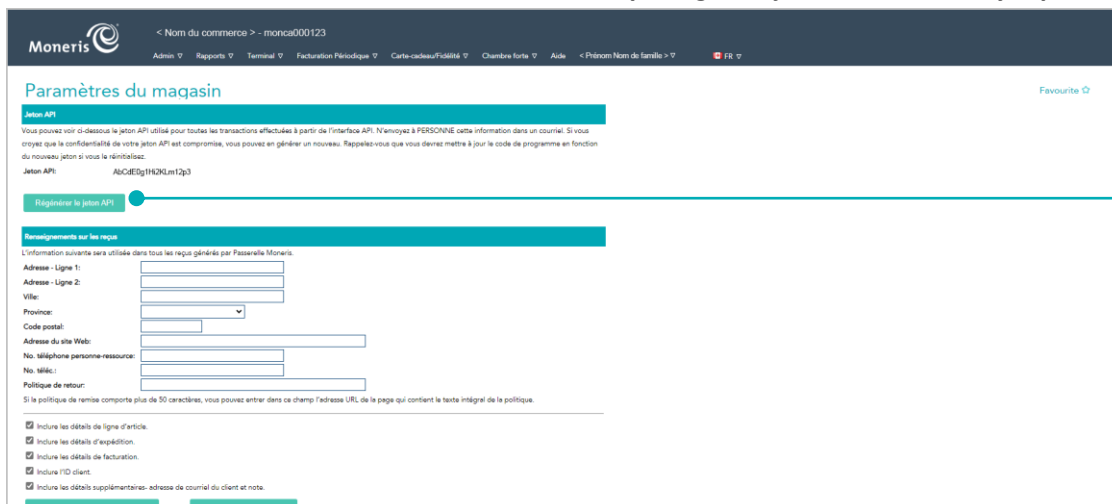 Moneris
< Nom du commerce > - monca000123
Admin ▽ Rapports ▽ Terminal ▽ Facturation Périodique ▽ Carte-cadeau/Fidélité ▽ Chambre forte ▽ Aide < Prénom Nom de famille > ▽ FR ▽
Paramètres du magasin
Favourite ☆
Jeton API
Vous pouvez voir ci-dessous le jeton API utilisé pour toutes les transactions effectuées à partir de l'interface API. N'envoyez à PERSONNE cette information dans un courriel. Si vous
croyez que la confidentialité de votre jeton API est compromise, vous pouvez en générer un nouveau. Rappelez-vous que vous devrez mettre à jour le code de programme en fonction
du nouveau jeton si vous le réinitialisez.
Jeton API: AbCdE0g1Hi2KLm12p3
Régénérer le jeton API
Renseignements sur les reçus
L'information suivante sera utilisée dans tous les reçus générés par Passerelle Moneris.
Adresse - Ligne 1:
Adresse - Ligne 2:
Ville:
Province:
Code postal:
Adresse du site Web:
No. téléphone personne-ressource:
No. téléc.:
Politique de retour:
Si la politique de remise comporte plus de 50 caractères, vous pouvez entrer dans ce champ l'adresse URL de la page qui contient le texte intégral de la politique.
Inclure les détails de ligne d'article.
Inclure les détails d'expédition.
Inclure les détails de facturation.
Inclure l'ID client.
Inclure les détails supplémentaires- adresse de courriel du client et note.